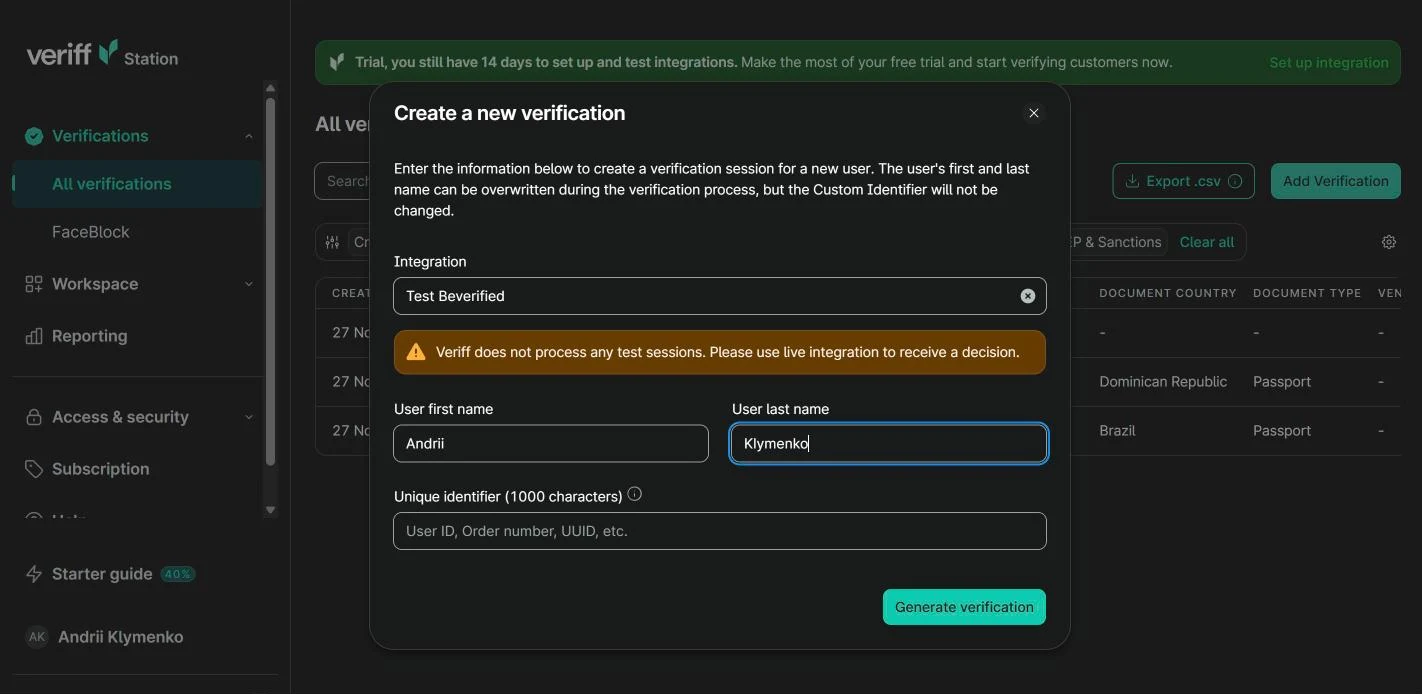 veriff Station
Trial, you still have 14 days to set up and test integrations. Make the most of your free trial and start verifying customers now.
Set up integration
Verifications
All verifications
FaceBlock
Workspace
Reporting
Access & security
Subscription
Starter guide 40%
AK Andrii Klymenko
All
Search
Export .csv
Add Verification
& Sanctions
Clear all
DOCUMENT COUNTRY DOCUMENT TYPE
27 - - -
27 Dominican Republic Passport -
27 Brazil Passport -
Create a new verification
Enter the information below to create a verification session for a new user. The user's first and last
name can be overwritten during the verification process, but the Custom Identifier will not be
changed.
Integration
Test Beverified
Veriff does not process any test sessions. Please use live integration to receive a decision.
User first name User last name
Andrii Klymenko
Unique identifier (1000 characters)
User ID, Order number, UUID, etc.
Generate verification